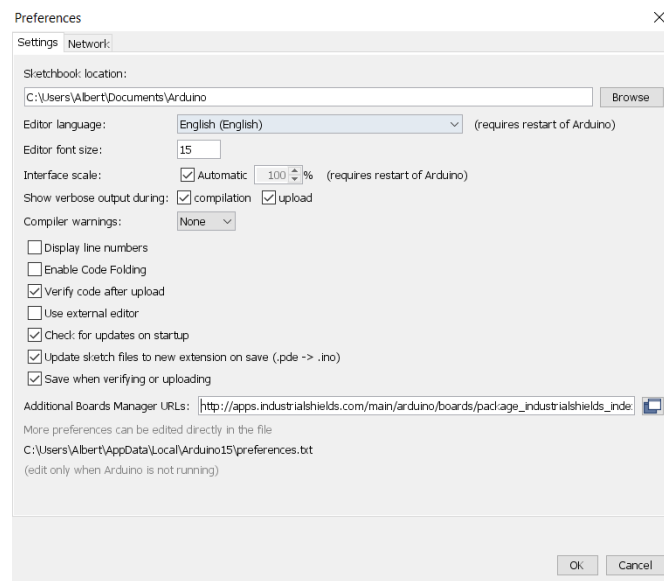 Preferences
Settings Network
Sketchbook location:
C:\Users\Albert\Documents\Arduino Browse
Editor language: English (English) (requires restart of Arduino)
Editor font size: 15
Interface scale: Automatic 100 % (requires restart of Arduino)
Show verbose output during: compilation upload
Compiler warnings: None
Display line numbers
Enable Code Folding
Verify code after upload
Use external editor
Check for updates on startup
Update sketch files to new extension on save (.pde -> .ino)
Save when verifying or uploading
Additional Boards Manager URLs: http://apps.industrialshields.com/main/arduino/boards/package_industrialshields_inde
More preferences can be edited directly in the file
C:\Users\Albert\AppData\Local\Arduino15\preferences.txt
(edit only when Arduino is not running)
OK Cancel